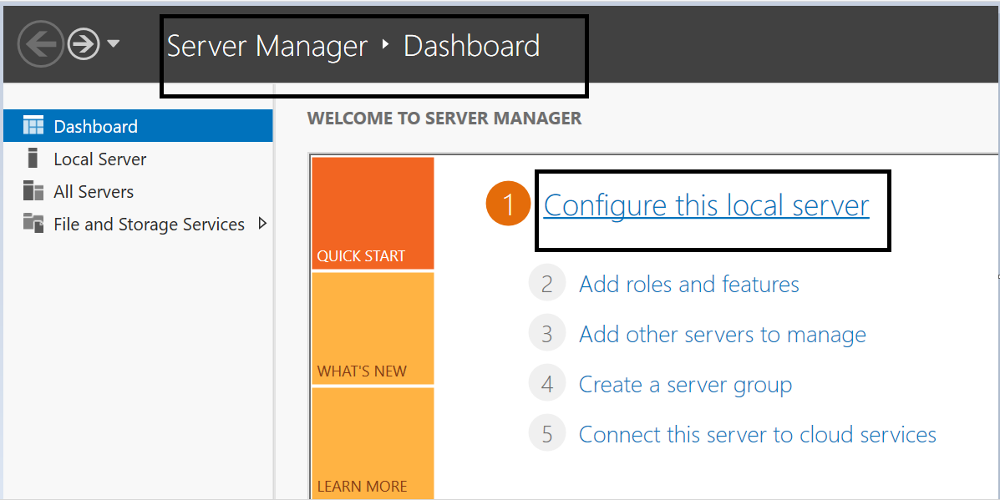 Server Manager ‣ Dashboard
Dashboard
Local Server
All Servers
File and Storage Services
WELCOME TO SERVER MANAGER
QUICK START
WHAT'S NEW
LEARN MORE
1 Configure this local server
2 Add roles and features
3 Add other servers to manage
4 Create a server group
5 Connect this server to cloud services